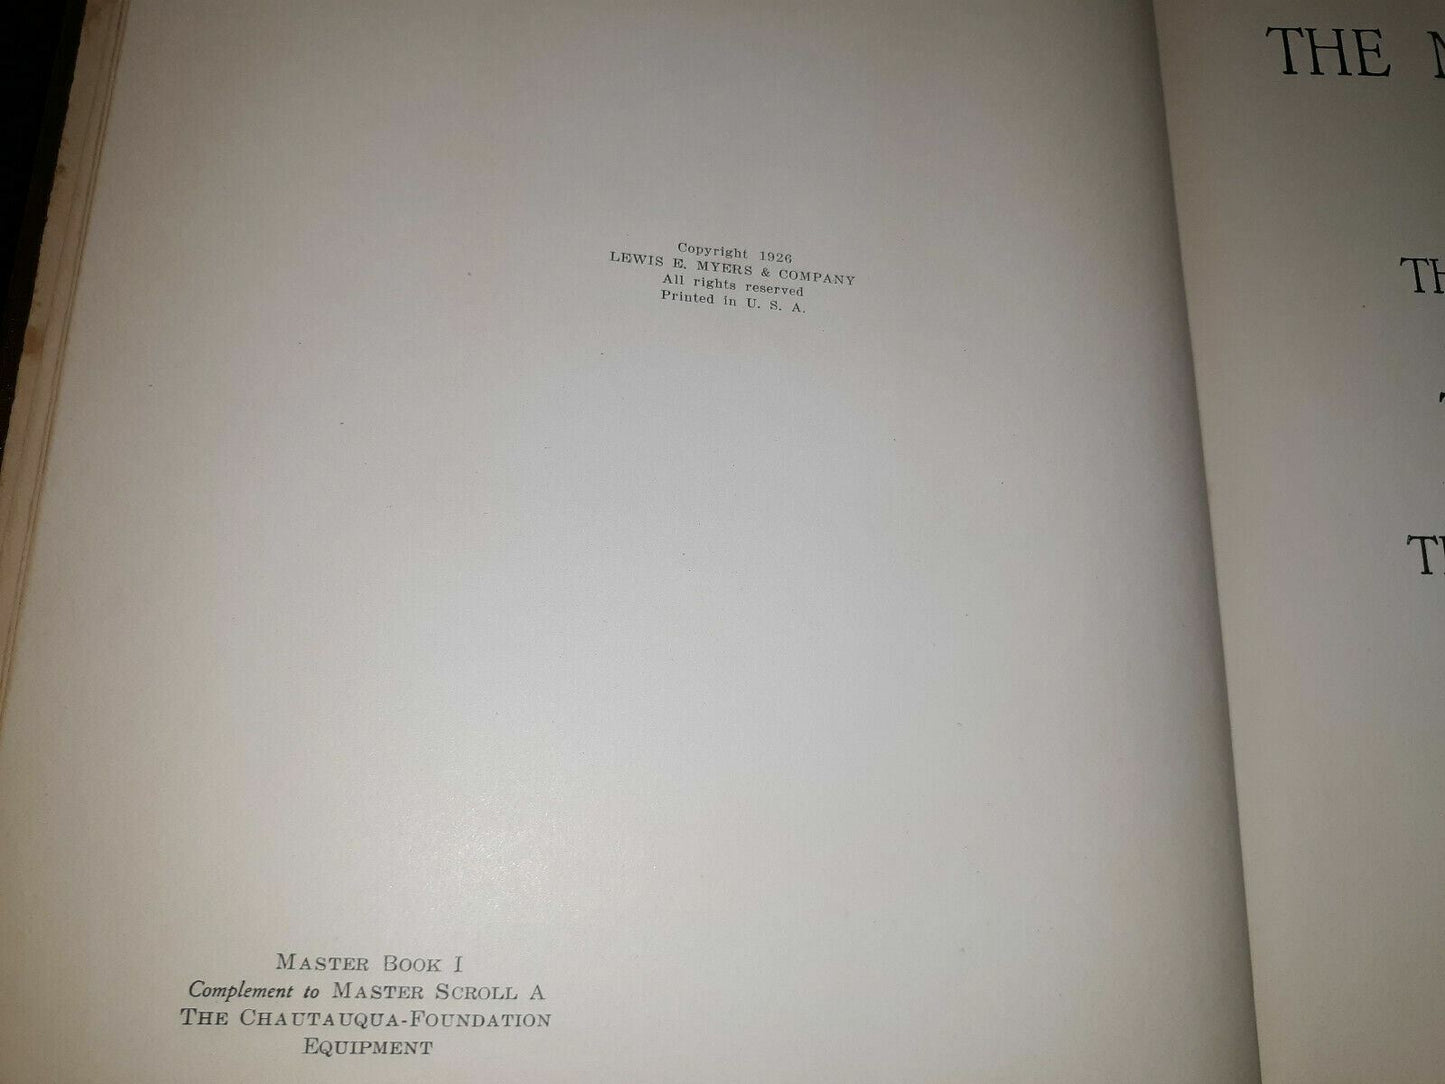 Copyright 1926
LEWIS E. MYERS & COMPANY
All rights reserved
Printed in U. S. A.
MASTER BOOK I
Complement to MASTER SCROLL A
THE CHAUTAUQUA-FOUNDATION
EQUIPMENT
THE